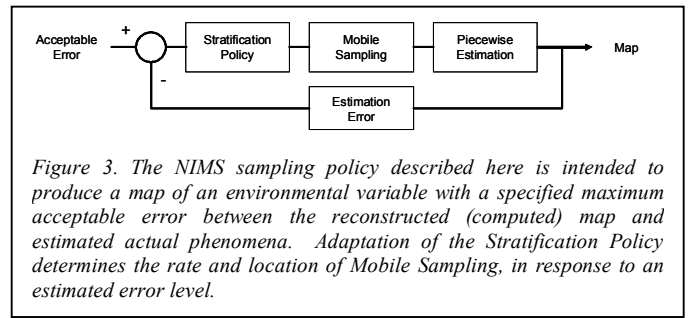 Acceptable
Error
+
-
Stratification
Policy
Mobile
Sampling
Piecewise
Estimation
Map
Estimation
Error
Figure 3. The NIMS sampling policy described here is intended to
produce a map of an environmental variable with a specified maximum
acceptable error between the reconstructed (computed) map and
estimated actual phenomena. Adaptation of the Stratification Policy
determines the rate and location of Mobile Sampling, in response to an
estimated error level.